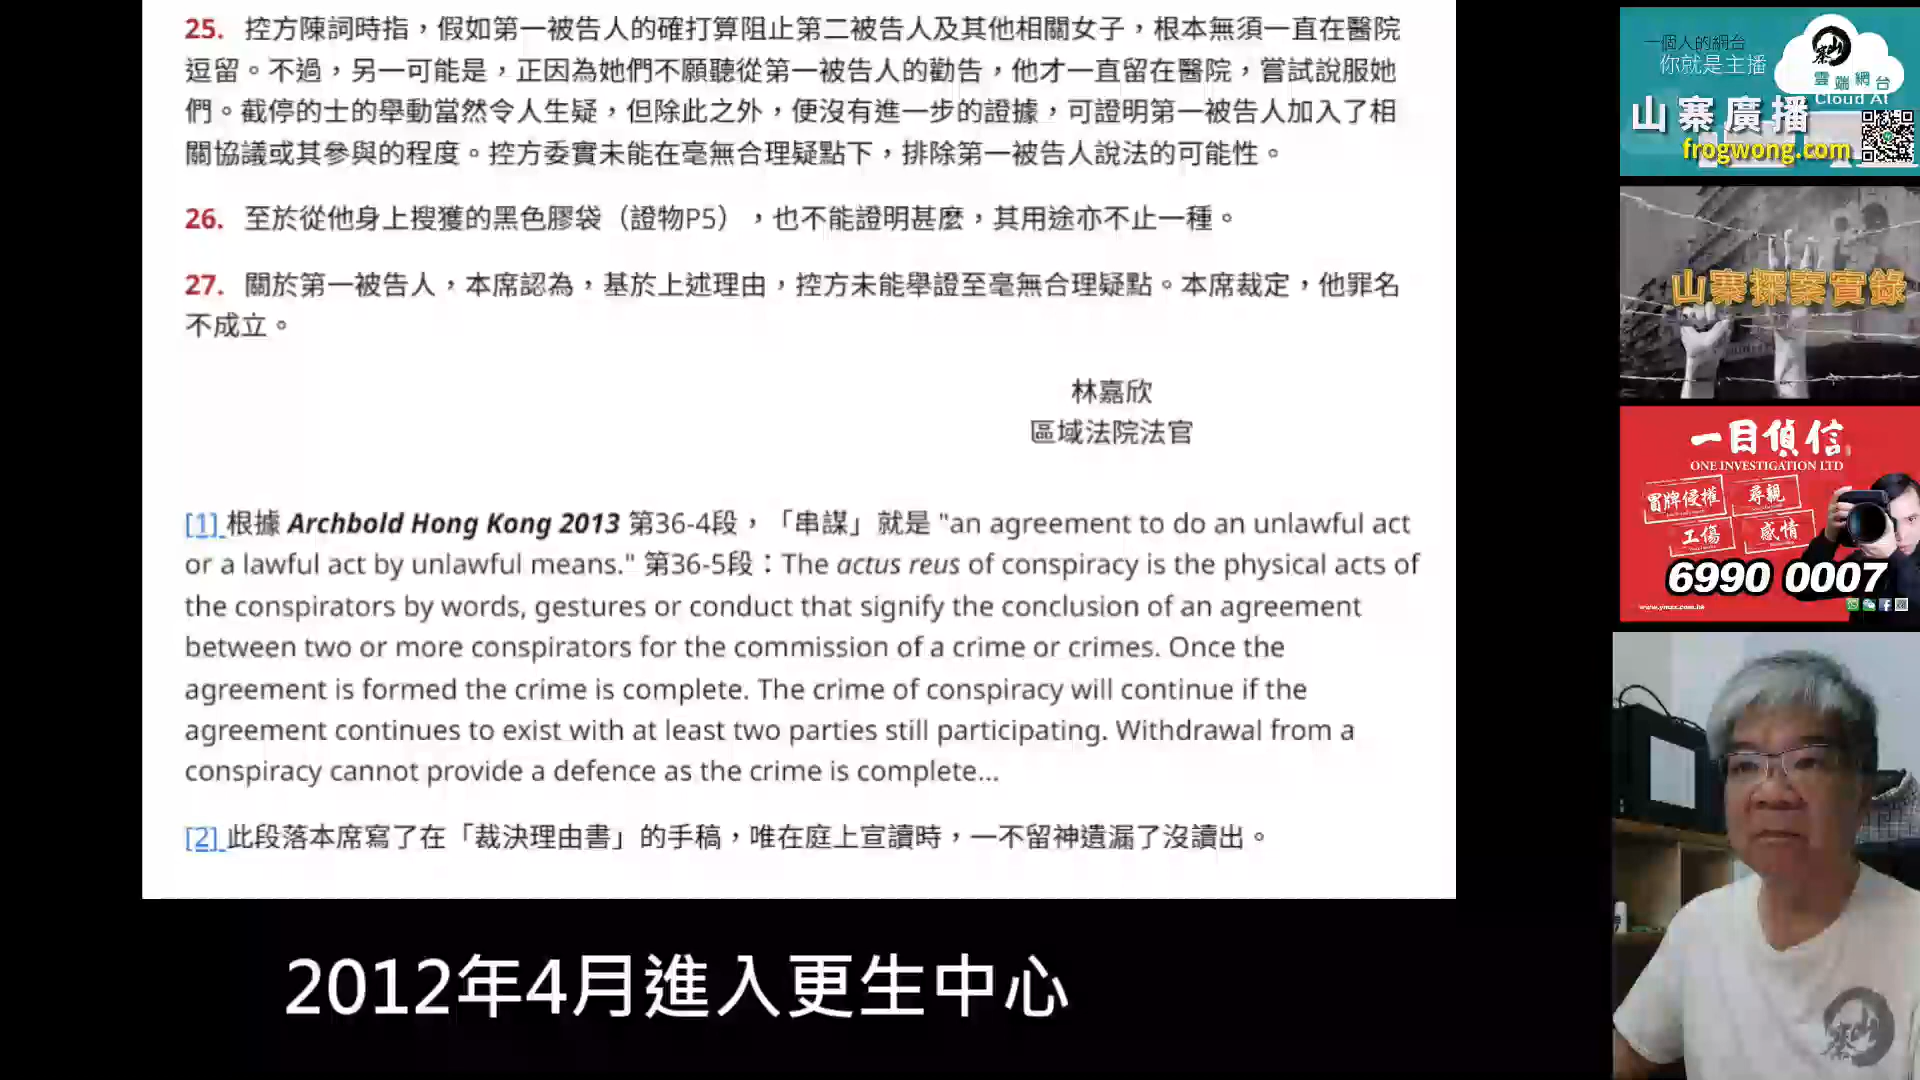 25. 控方陳詞時指，假如第一被告人的確打算阻止第二被告人及其他相關女子，根本無須一直在醫院
逗留。不過，另一可能是，正因為她們不願聽從第一被告人的勸告，他才一直留在醫院，嘗試說服她
們。截停的士的舉動當然令人生疑，但除此之外，便沒有進一步的證據，可證明第一被告人加入了相
關協議或其參與的程度。控方委實未能在毫無合理疑點下，排除第一被告人說法的可能性。
26. 至於從他身上搜獲的黑色膠袋（證物P5），也不能證明甚麼，其用途亦不止一種。
27. 關於第一被告人，本席認為，基於上述理由，控方未能舉證至毫無合理疑點。本席裁定，他罪名
不成立。
林嘉欣
區域法院法官
[1] 根據 Archbold Hong Kong 2013 第36-4段，「串謀」就是 "an agreement to do an unlawful act
or a lawful act by unlawful means." 第36-5段：The actus reus of conspiracy is the physical acts of
the conspirators by words, gestures or conduct that signify the conclusion of an agreement
between two or more conspirators for the commission of a crime or crimes. Once the
agreement is formed the crime is complete. The crime of conspiracy will continue if the
agreement continues to exist with at least two parties still participating. Withdrawal from a
conspiracy cannot provide a defence as the crime is complete...
[2] 此段落本席寫了在「裁決理由書」的手稿，唯在庭上宣讀時，一不留神遺漏了沒讀出。
2012年4月進入更生中心
一個人的網台
你就是主播
雲端網台
Cloud AI
山寨廣播
frogwong.com
山寨探案實錄
一目偵信
ONE INVESTIGATION LTD
冒牌侵權
尋親
工傷
感情
6990 0007